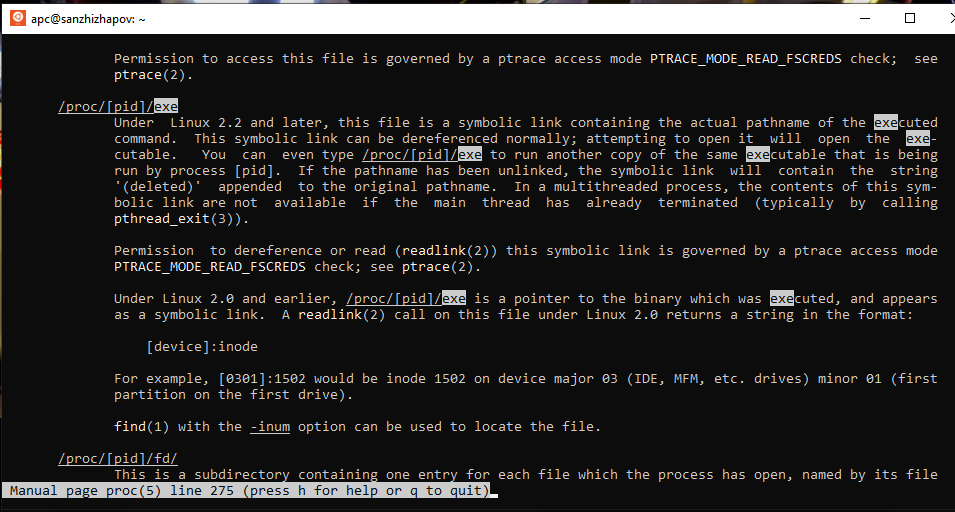 apc@sanzhizhapov: ~
Permission to access this file is governed by a ptrace access mode PTRACE_MODE_READ_FSCREDS check;  see
ptrace(2).
/proc/[pid]/exe
Under  Linux 2.2 and later, this file is a symbolic link containing the actual pathname of the executed
command.  This symbolic link can be dereferenced normally; attempting to open it  will  open  the  exe-
cutable.  You  can  even type /proc/[pid]/exe to run another copy of the same executable that is being
run by process [pid].  If the pathname has been unlinked, the symbolic link  will  contain  the  string
'(deleted)'  appended  to the original pathname.  In a multithreaded process, the contents of this sym-
bolic link are not  available  if  the  main  thread  has  already  terminated  (typically  by  calling
pthread_exit(3)).
Permission  to dereference or read (readlink(2)) this symbolic link is governed by a ptrace access mode
PTRACE_MODE_READ_FSCREDS check; see ptrace(2).
Under Linux 2.0 and earlier, /proc/[pid]/exe is a pointer to the binary which was executed, and appears
as a symbolic link.  A readlink(2) call on this file under Linux 2.0 returns a string in the format:
[device]:inode
For example, [0301]:1502 would be inode 1502 on device major 03 (IDE, MFM, etc. drives) minor 01 (first
partition on the first drive).
find(1) with the -inum option can be used to locate the file.
/proc/[pid]/fd/
This is a subdirectory containing one entry for each file which the process has open, named by its file
Manual page proc(5) line 275 (press h for help or q to quit)